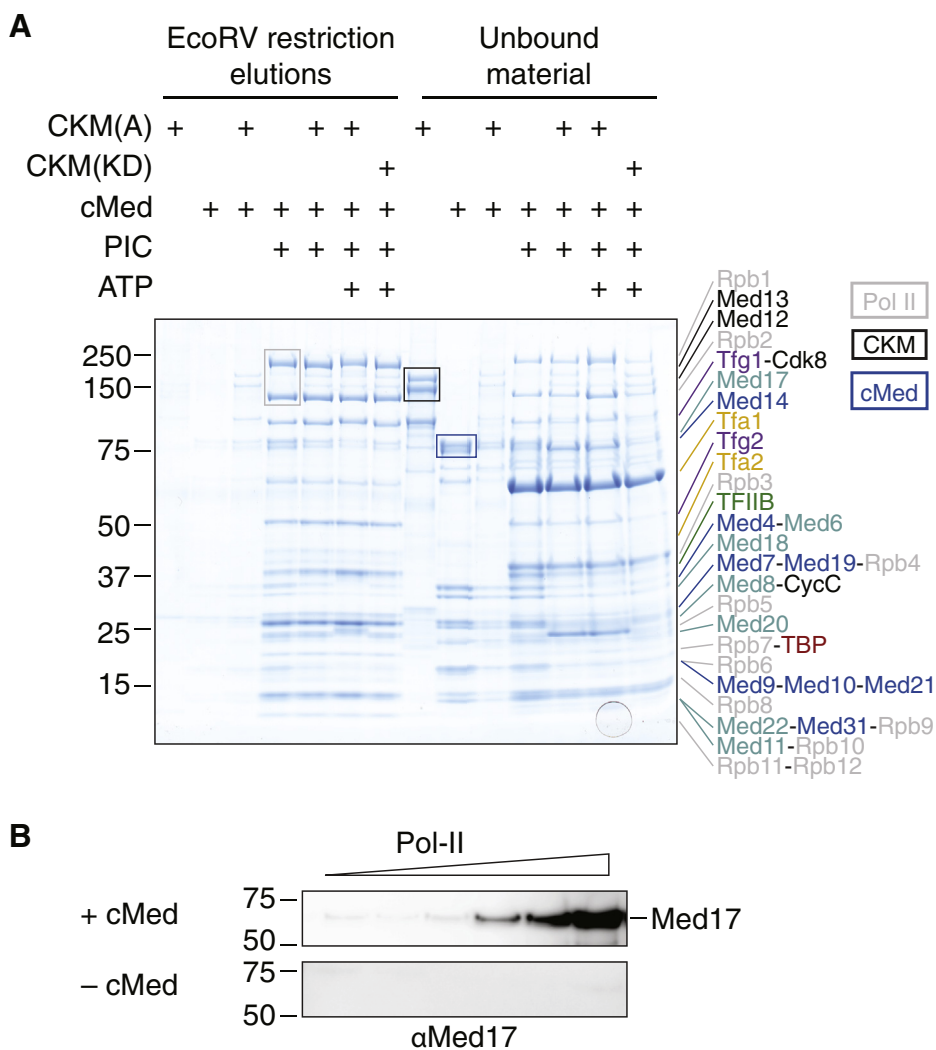 A
EcoRV restriction
elutions
Unbound
material
CKM(A) + + + + + + + +
CKM(KD) + +
cMed + + + + + + + + + + + +
PIC + + + + + + + +
ATP + + + +
250
150
75
50
37
25
15
Rpb1
Med13
Med12
Rpb2
Tfg1-Cdk8
Med17
Med14
Tfa1
Tfg2
Tfa2
Rpb3
TFIIB
Med4-Med6
Med18
Med7-Med19-Rpb4
Med8-CycC
Rpb5
Med20
Rpb7-TBP
Rpb6
Med9-Med10-Med21
Rpb8
Med22-Med31-Rpb9
Med11-Rpb10
Rpb11-Rpb12
Pol II
CKM
cMed
B
Pol-II
+ cMed
75
50
Med17
– cMed
75
50
αMed17